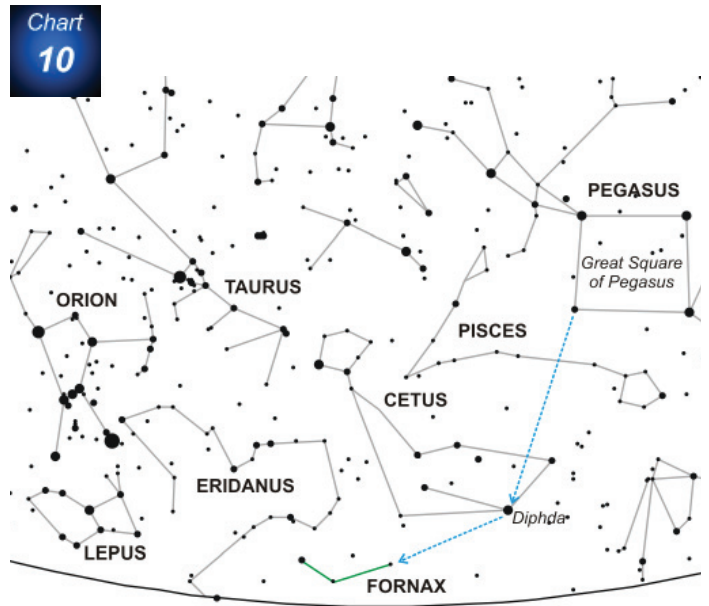 Chart
10
PEGASUS
Great Square
of Pegasus
TAURUS
ORION
PISCES
CETUS
ERIDANUS
Diphda
LEPUS
FORNAX